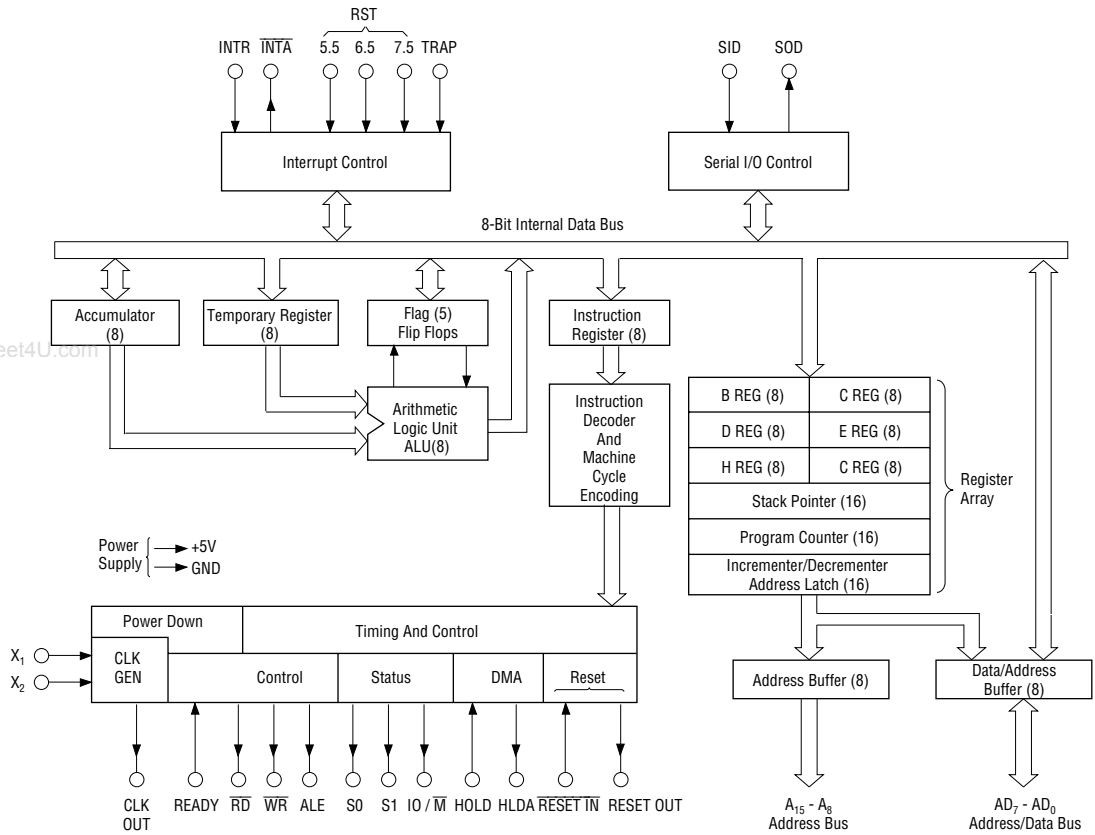 RST
INTR I̅N̅T̅A̅ 5.5 6.5 7.5 TRAP SID SOD
Interrupt Control
Serial I/O Control
8-Bit Internal Data Bus
Accumulator
(8)
Temporary Register
(8)
Flag (5)
Flip Flops
Instruction
Register (8)
eet4U.com
Arithmetic
Logic Unit
ALU(8)
Instruction
Decoder
And
Machine
Cycle
Encoding
B REG (8) C REG (8)
D REG (8) E REG (8)
H REG (8) C REG (8)
Stack Pointer (16)
Program Counter (16)
Incrementer/Decrementer
Address Latch (16)
Register
Array
Power
Supply
+5V
GND
Power Down
Timing And Control
X₁
X₂
CLK
GEN
Control Status DMA Reset
Address Buffer (8)
Data/Address
Buffer (8)
CLK
OUT
READY R̅D̅ W̅R̅ ALE S0 S1 IO / M̅ HOLD HLDA R̅E̅S̅E̅T̅ I̅N̅ RESET OUT
A₁₅ - A₈
Address Bus
AD₇ - AD₀
Address/Data Bus